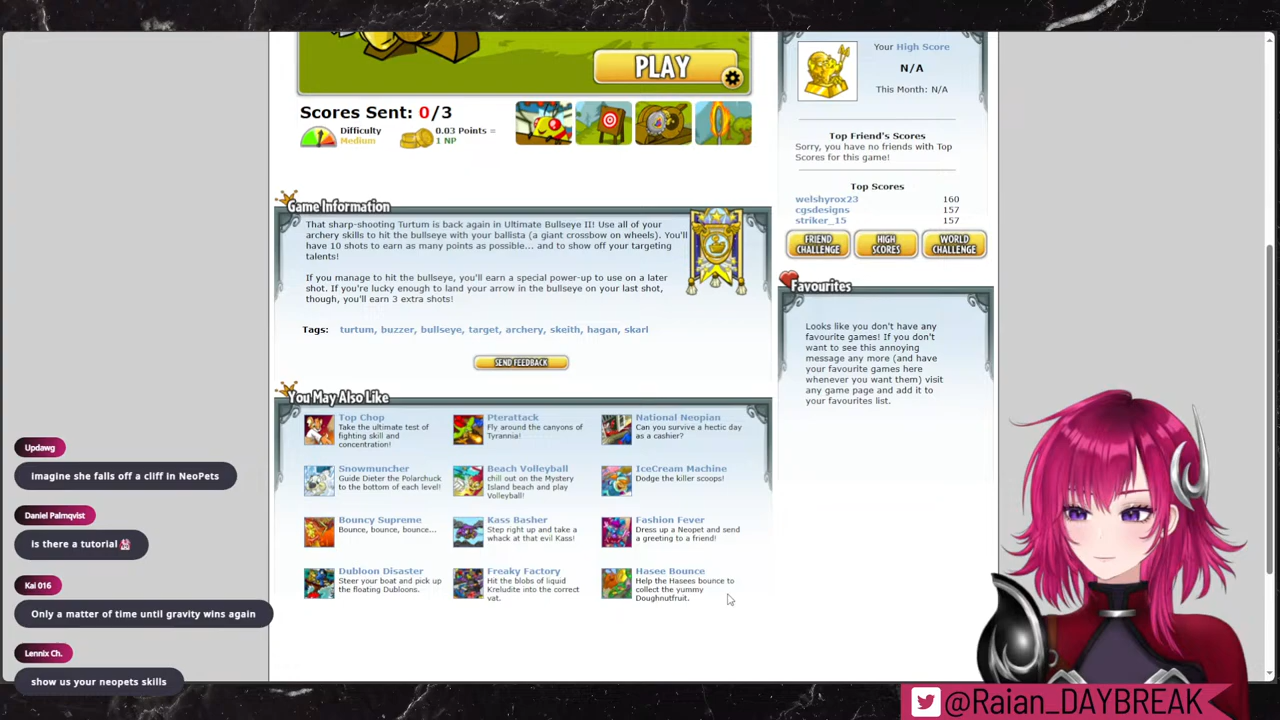 PLAY
Scores Sent: 0/3
Difficulty
Medium
0.03 Points =
1 NP
Your High Score
N/A
This Month: N/A
Top Friend's Scores
Sorry, you have no friends with Top
Scores for this game!
Top Scores
welshyrox23 160
cgsdesigns 157
striker_15 157
FRIEND
CHALLENGE
HIGH
SCORES
WORLD
CHALLENGE
Game Information
That sharp-shooting Turtum is back again in Ultimate Bullseye II! Use all of your
archery skills to hit the bullseye with your ballista (a giant crossbow on wheels). You'll
have 10 shots to earn as many points as possible... and to show off your targeting
talents!
If you manage to hit the bullseye, you'll earn a special power-up to use on a later
shot. If you're lucky enough to land your arrow in the bullseye on your last shot,
though, you'll earn 3 extra shots!
Tags: turtum, buzzer, bullseye, target, archery, skeith, hagan, skarl
SEND FEEDBACK
Favourites
Looks like you don't have any
favourite games! If you don't
want to see this annoying
message any more (and have
your favourite games here
whenever you want them) visit
any game page and add it to
your favourites list.
You May Also Like
Top Chop
Take the ultimate test of
fighting skill and
concentration!
Pterattack
Fly around the canyons of
Tyrannia!
National Neopian
Can you survive a hectic day
as a cashier?
Snowmuncher
Guide Dieter the Polarchuck
to the bottom of each level!
Beach Volleyball
chill out on the Mystery
Island beach and play
Volleyball!
IceCream Machine
Dodge the killer scoops!
Bouncy Supreme
Bounce, bounce, bounce...
Kass Basher
Step right up and take a
whack at that evil Kass!
Fashion Fever
Dress up a Neopet and send
a greeting to a friend!
Dubloon Disaster
Steer your boat and pick up
the floating Dubloons.
Freaky Factory
Hit the blobs of liquid
Kreludite into the correct
vat.
Hasee Bounce
Help the Hasees bounce to
collect the yummy
Doughnutfruit.
Updawg
imagine she falls off a cliff in NeoPets
Daniel Palmqvist
is there a tutorial
Kai 016
Only a matter of time until gravity wins again
Lennix Ch.
show us your neopets skills
@Raian_DAYBREAK